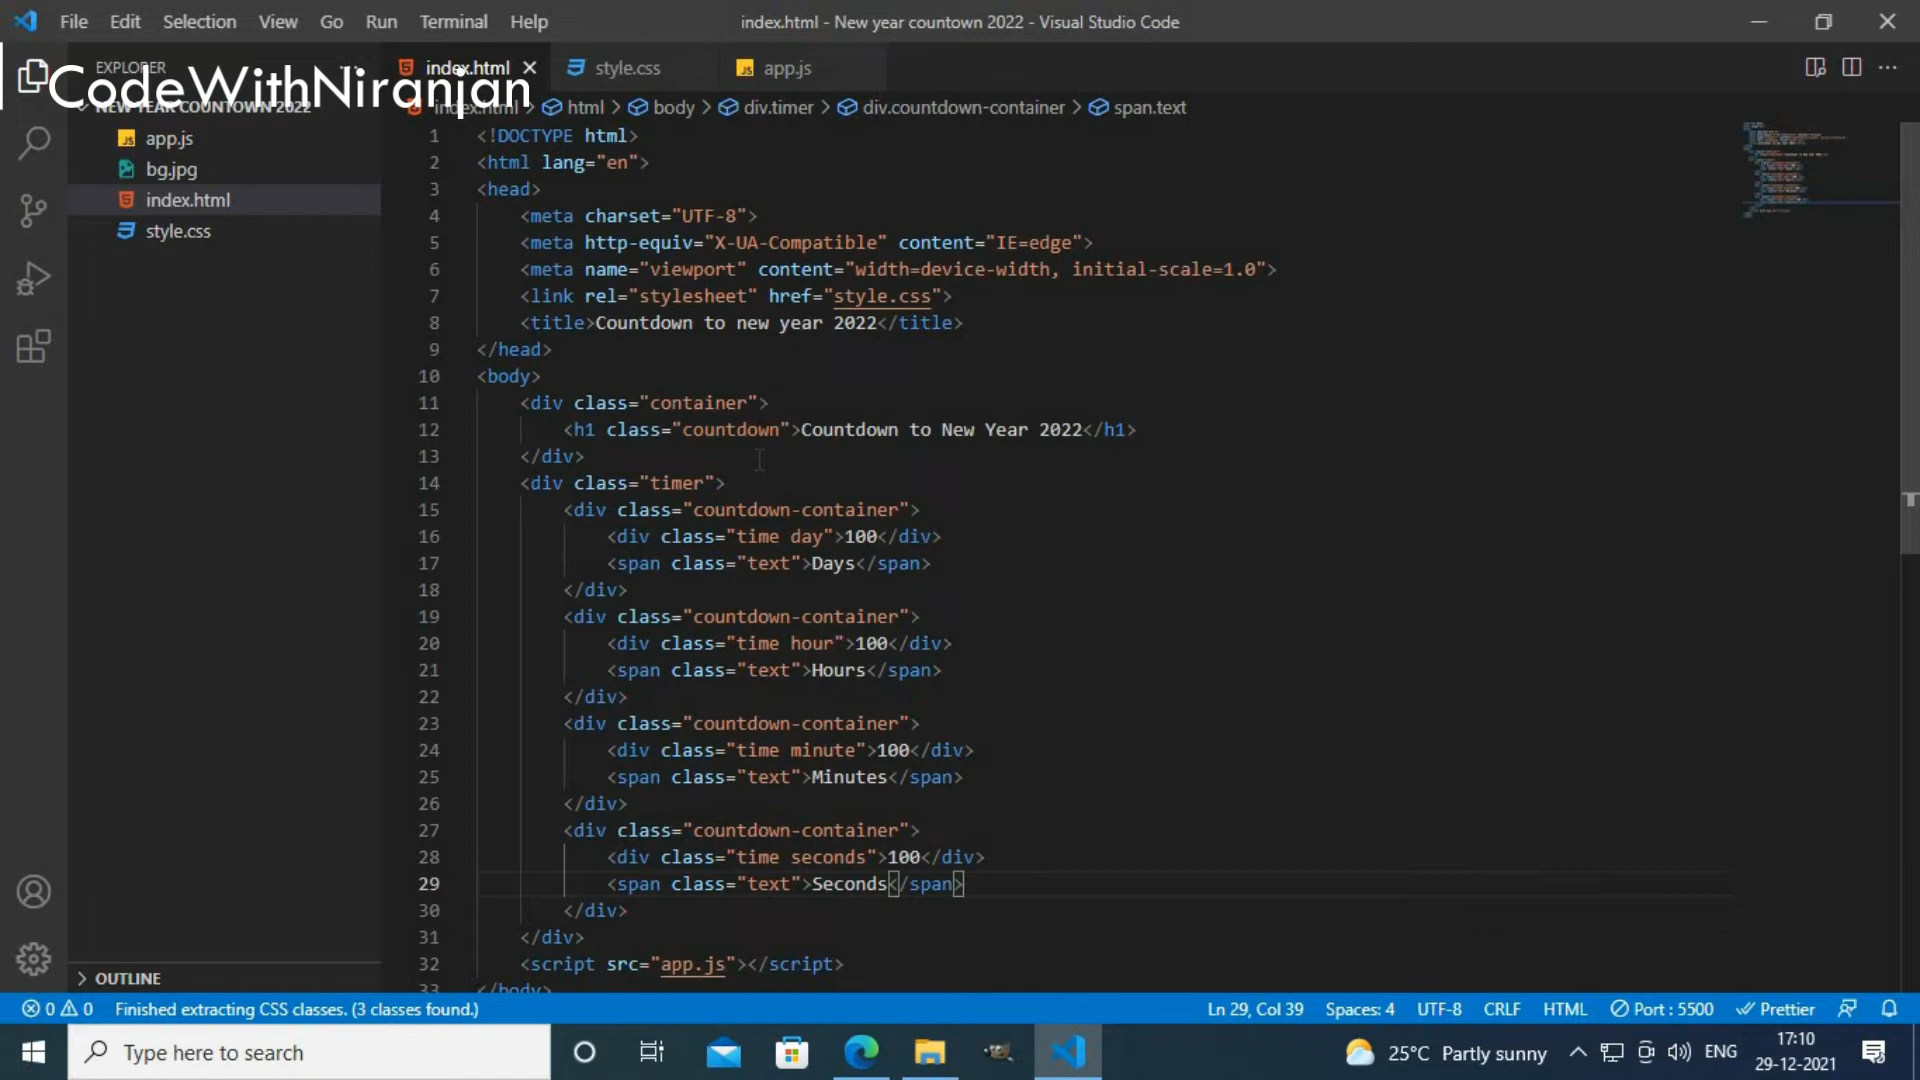 File Edit Selection View Go Run Terminal Help
index.html - New year countown 2022 - Visual Studio Code
EXPLORER
CodeWithNiranjan
index.html
style.css
app.js
NEW YEAR COUNTOWN 2022
index.html > html > body > div.timer > div.countdown-container > span.text
app.js
bg.jpg
index.html
style.css
1 <!DOCTYPE html>
2 <html lang="en">
3 <head>
4 <meta charset="UTF-8">
5 <meta http-equiv="X-UA-Compatible" content="IE=edge">
6 <meta name="viewport" content="width=device-width, initial-scale=1.0">
7 <link rel="stylesheet" href="style.css">
8 <title>Countdown to new year 2022</title>
9 </head>
10 <body>
11 <div class="container">
12 <h1 class="countdown">Countdown to New Year 2022</h1>
13 </div>
14 <div class="timer">
15 <div class="countdown-container">
16 <div class="time day">100</div>
17 <span class="text">Days</span>
18 </div>
19 <div class="countdown-container">
20 <div class="time hour">100</div>
21 <span class="text">Hours</span>
22 </div>
23 <div class="countdown-container">
24 <div class="time minute">100</div>
25 <span class="text">Minutes</span>
26 </div>
27 <div class="countdown-container">
28 <div class="time seconds">100</div>
29 <span class="text">Seconds</span>
30 </div>
31 </div>
32 <script src="app.js"></script>
33 </body>
OUTLINE
0 0 Finished extracting CSS classes. (3 classes found.)
Ln 29, Col 39 Spaces: 4 UTF-8 CRLF HTML Port : 5500 Prettier
Type here to search
25°C Partly sunny
ENG
17:10
29-12-2021